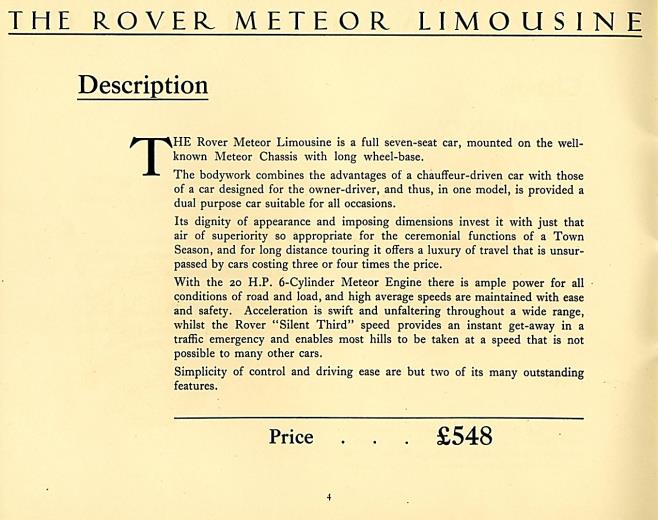 THE ROVER METEOR LIMOUSINE
Description
THE Rover Meteor Limousine is a full seven-seat car, mounted on the well-
known Meteor Chassis with long wheel-base.
The bodywork combines the advantages of a chauffeur-driven car with those
of a car designed for the owner-driver, and thus, in one model, is provided a
dual purpose car suitable for all occasions.
Its dignity of appearance and imposing dimensions invest it with just that
air of superiority so appropriate for the ceremonial functions of a Town
Season, and for long distance touring it offers a luxury of travel that is unsur-
passed by cars costing three or four times the price.
With the 20 H.P. 6-Cylinder Meteor Engine there is ample power for all
conditions of road and load, and high average speeds are maintained with ease
and safety. Acceleration is swift and unfaltering throughout a wide range,
whilst the Rover "Silent Third" speed provides an instant get-away in a
traffic emergency and enables most hills to be taken at a speed that is not
possible to many other cars.
Simplicity of control and driving ease are but two of its many outstanding
features.
Price . . . £548
4